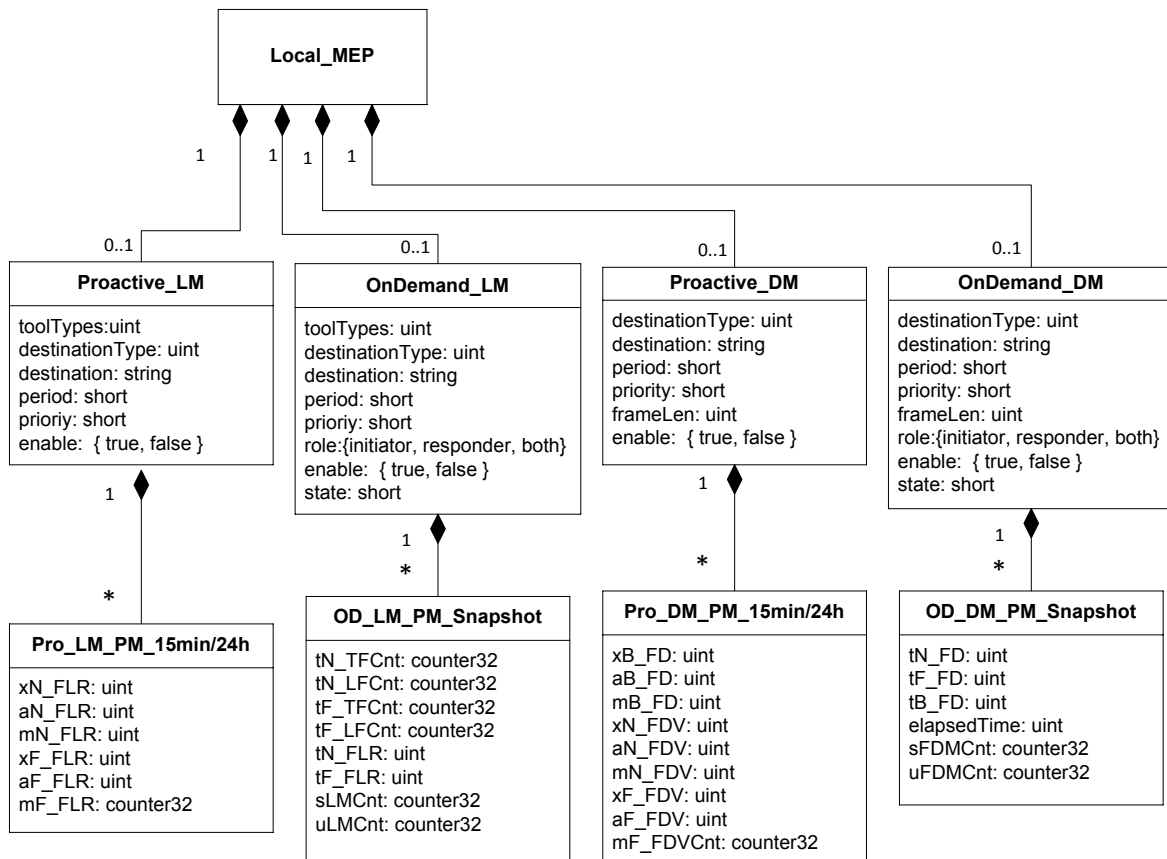 Local_MEP
1
1
1
1
0..1
0..1
0..1
0..1
Proactive_LM
toolTypes:uint
destinationType: uint
destination: string
period: short
prioriy: short
enable:  { true, false }
1
*
OnDemand_LM
toolTypes: uint
destinationType: uint
destination: string
period: short
prioriy: short
role:{initiator, responder, both}
enable:  { true, false }
state: short
1
*
Proactive_DM
destinationType: uint
destination: string
period: short
priority: short
frameLen: uint
enable:  { true, false }
1
*
OnDemand_DM
destinationType: uint
destination: string
period: short
priority: short
frameLen: uint
role:{initiator, responder, both}
enable:  { true, false }
state: short
1
*
Pro_LM_PM_15min/24h
xN_FLR: uint
aN_FLR: uint
mN_FLR: uint
xF_FLR: uint
aF_FLR: uint
mF_FLR: counter32
OD_LM_PM_Snapshot
tN_TFCnt: counter32
tN_LFCnt: counter32
tF_TFCnt: counter32
tF_LFCnt: counter32
tN_FLR: uint
tF_FLR: uint
sLMCnt: counter32
uLMCnt: counter32
Pro_DM_PM_15min/24h
xB_FD: uint
aB_FD: uint
mB_FD: uint
xN_FDV: uint
aN_FDV: uint
mN_FDV: uint
xF_FDV: uint
aF_FDV: uint
mF_FDVCnt: counter32
OD_DM_PM_Snapshot
tN_FD: uint
tF_FD: uint
tB_FD: uint
elapsedTime: uint
sFDMCnt: counter32
uFDMCnt: counter32